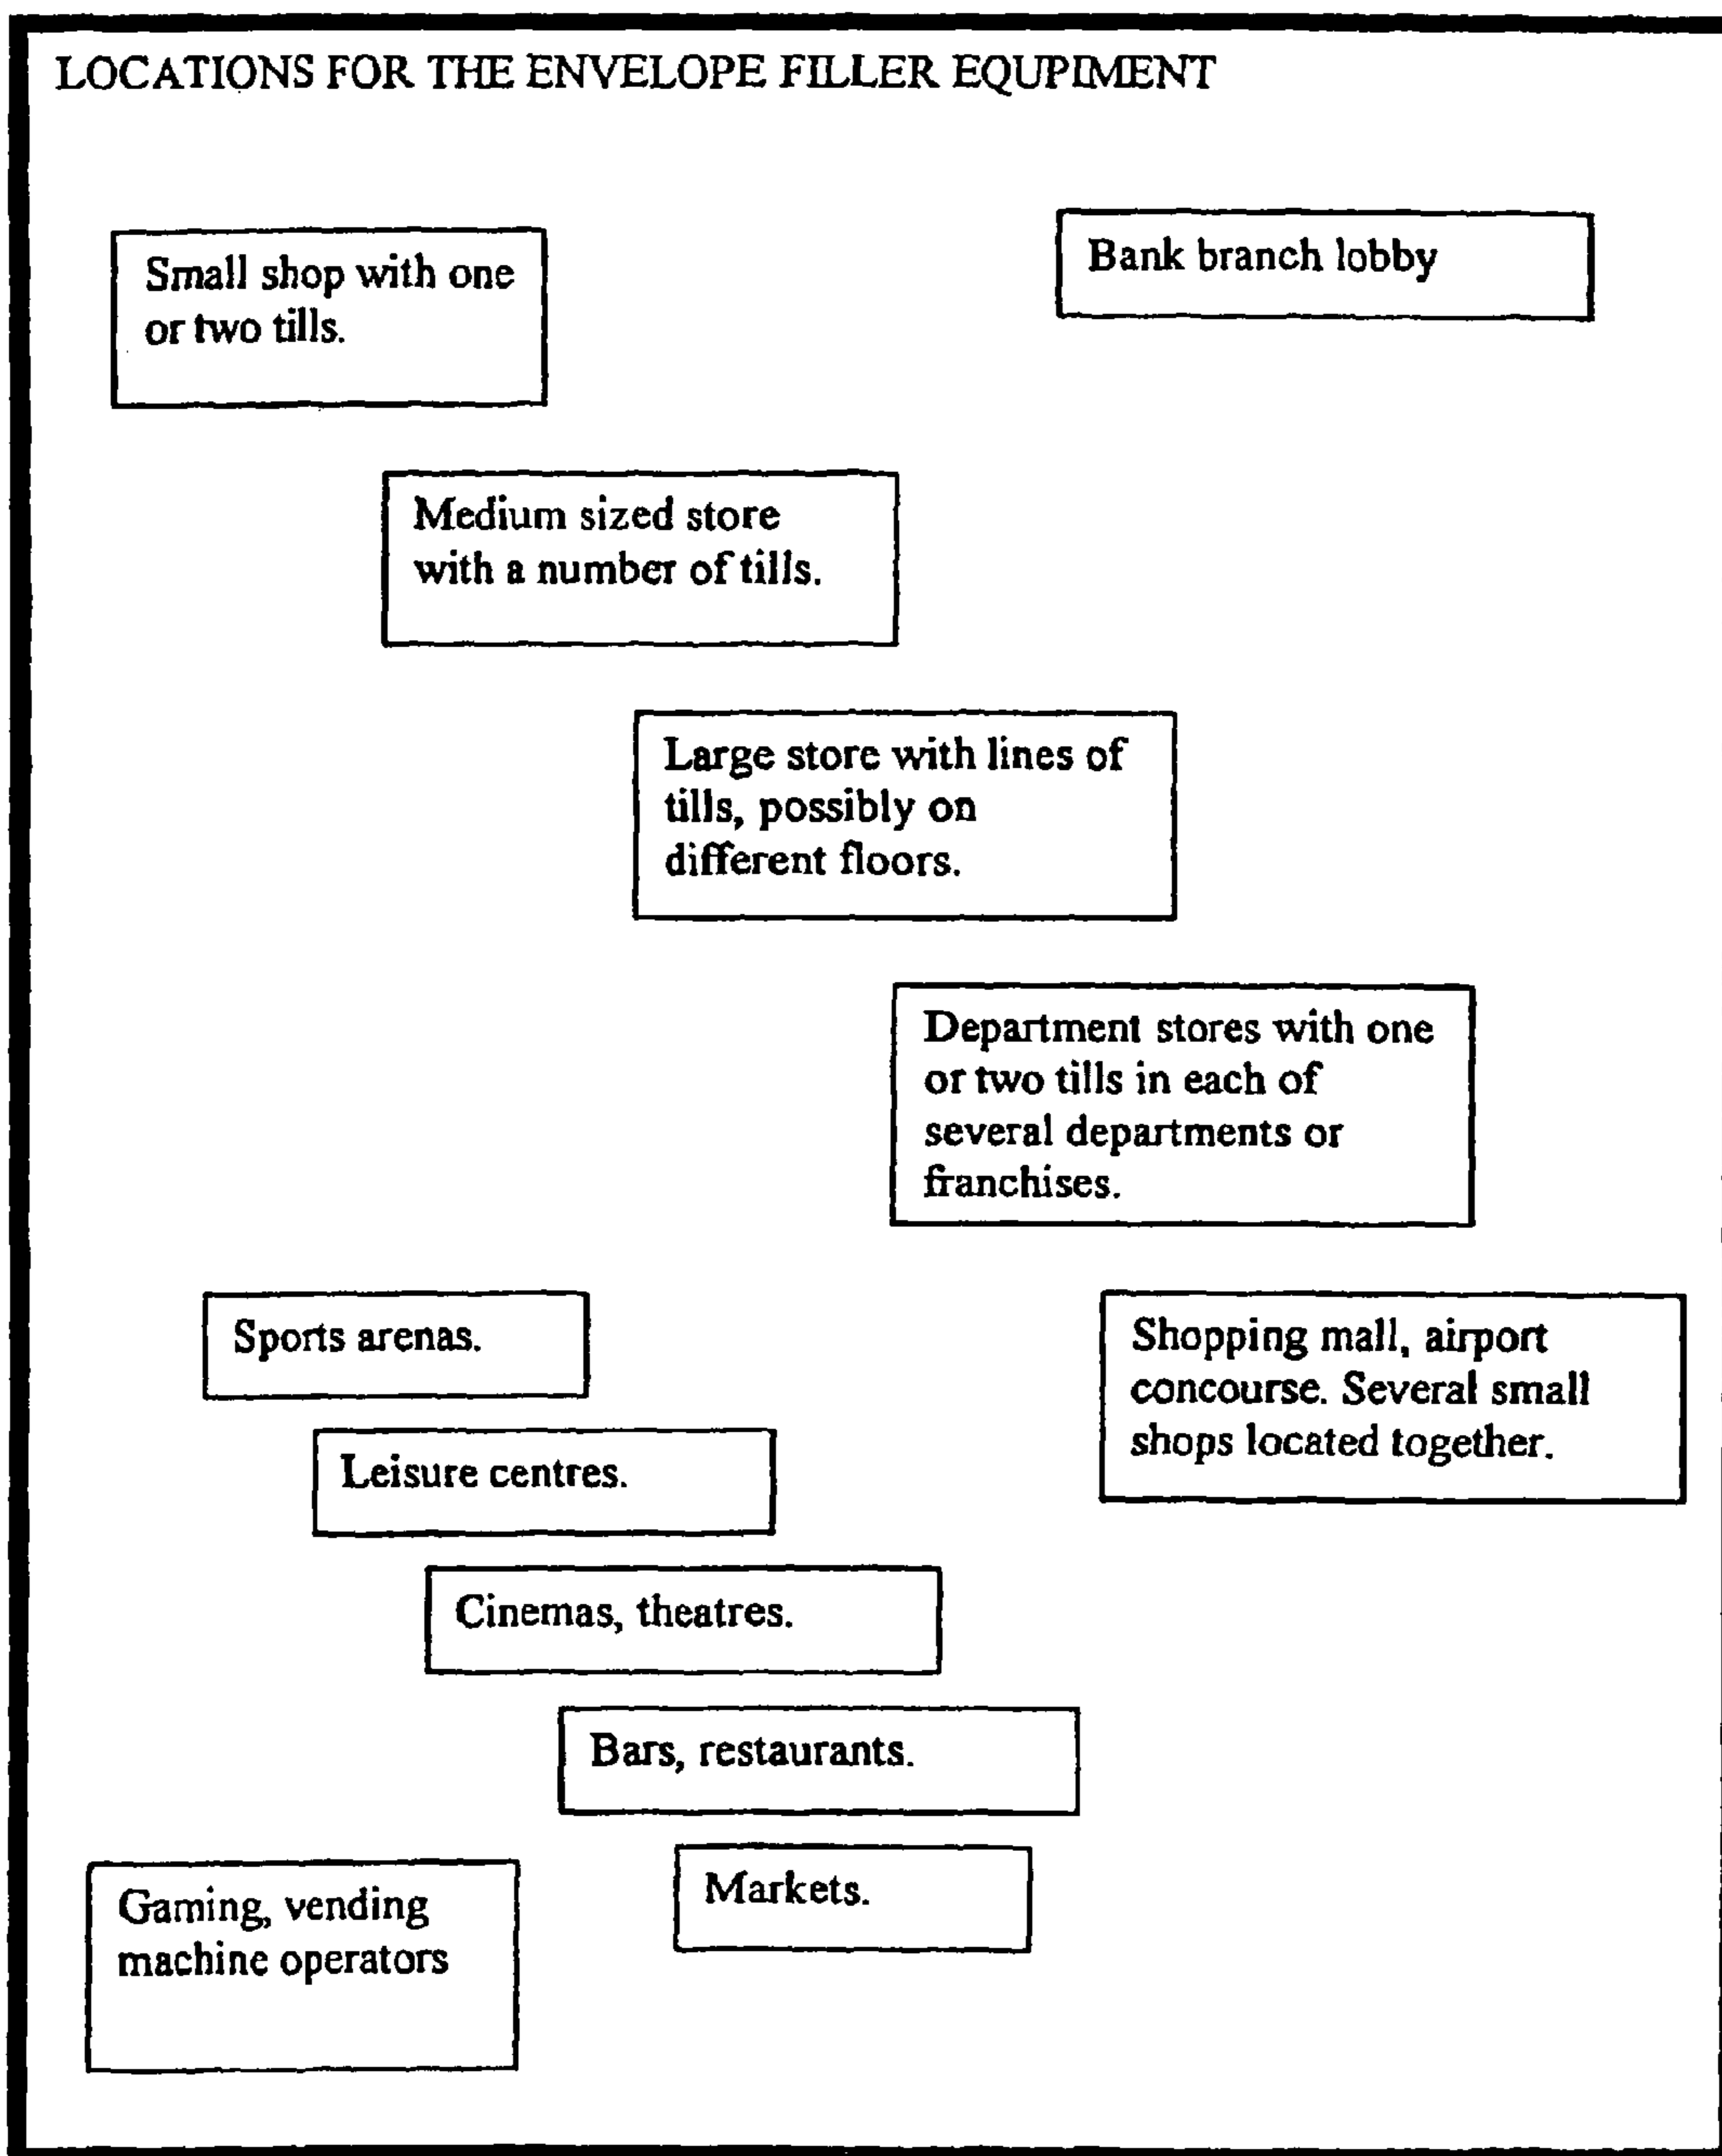 LOCATIONS FOR THE ENVELOPE FILLER EQUPIMENT
Small shop with one
or two tills.
Bank branch lobby
Medium sized store
with a number of tills.
Large store with lines of
tills, possibly on
different floors.
Department stores with one
or two tills in each of
several departments or
franchises.
Sports arenas.
Shopping mall, airport
concourse. Several small
shops located together.
Leisure centres.
Cinemas, theatres.
Bars, restaurants.
Markets.
Gaming, vending
machine operators